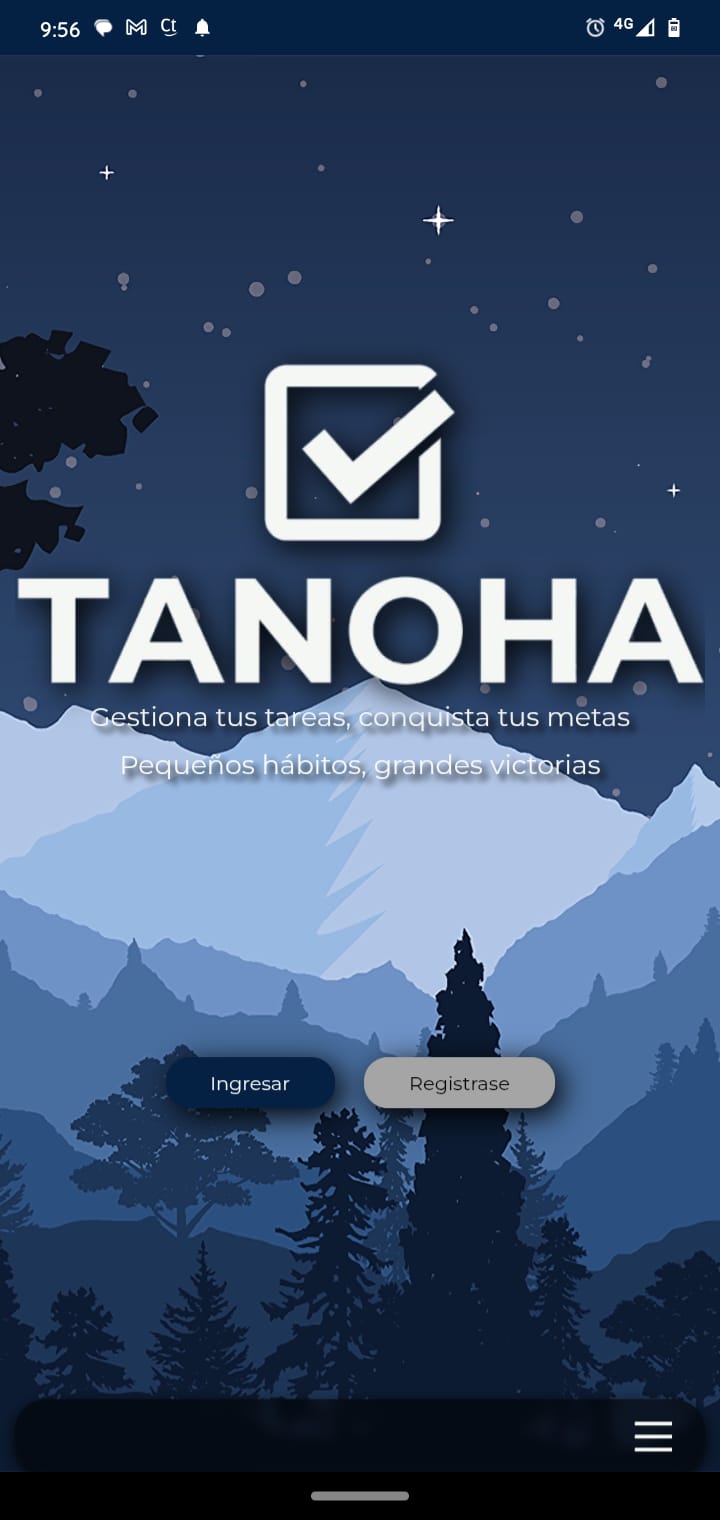 9:56 Ct 4G
TANOHA
Gestiona tus tareas, conquista tus metas
Pequeños hábitos, grandes victorias
Ingresar Registrase